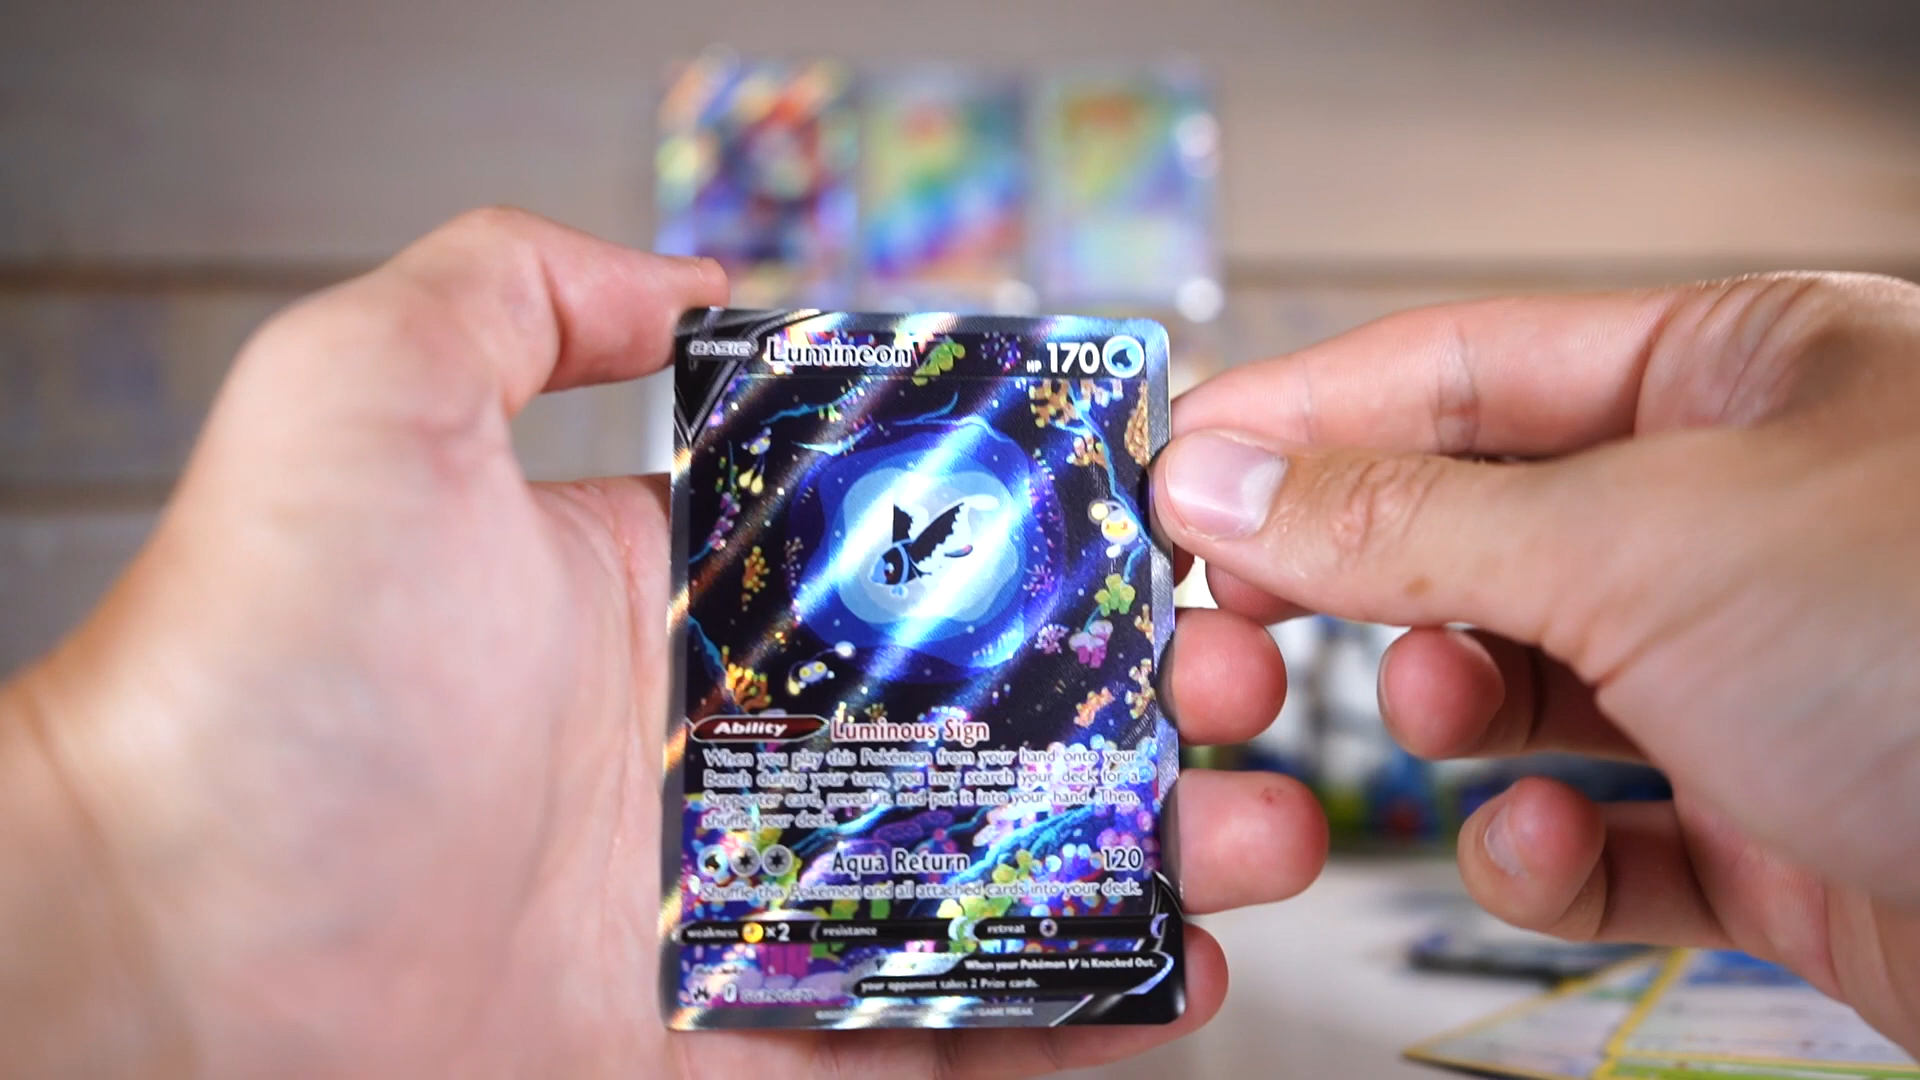 BASIC Lumineon HP 170
Ability Luminous Sign
When you play this Pokémon from your hand onto your
Bench during your turn, you may search your deck for a
Supporter card, reveal it, and put it into your hand. Then,
shuffle your deck.
Aqua Return 120
Shuffle this Pokémon and all attached cards into your deck.
weakness ×2 resistance retreat
When your Pokémon V is Knocked Out,
your opponent takes 2 Prize cards.
GAME FREAK